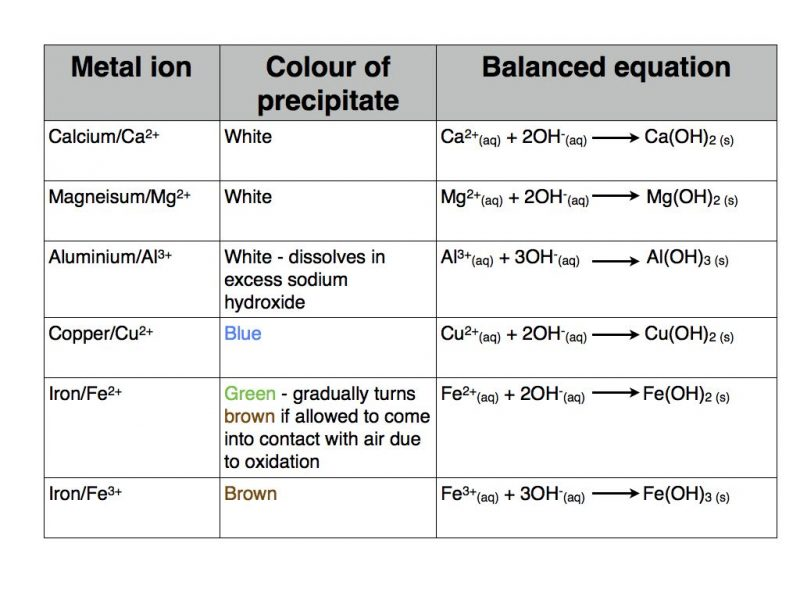 Metal ion
Colour of
precipitate
Balanced equation
Calcium/Ca²⁺
White
Ca²⁺(aq) + 2OH⁻(aq) ⟶ Ca(OH)₂ (s)
Magneisum/Mg²⁺
White
Mg²⁺(aq) + 2OH⁻(aq) ⟶ Mg(OH)₂ (s)
Aluminium/Al³⁺
White - dissolves in
excess sodium
hydroxide
Al³⁺(aq) + 3OH⁻(aq) ⟶ Al(OH)₃ (s)
Copper/Cu²⁺
Blue
Cu²⁺(aq) + 2OH⁻(aq) ⟶ Cu(OH)₂ (s)
Iron/Fe²⁺
Green - gradually turns
brown if allowed to come
into contact with air due
to oxidation
Fe²⁺(aq) + 2OH⁻(aq) ⟶ Fe(OH)₂ (s)
Iron/Fe³⁺
Brown
Fe³⁺(aq) + 3OH⁻(aq) ⟶ Fe(OH)₃ (s)